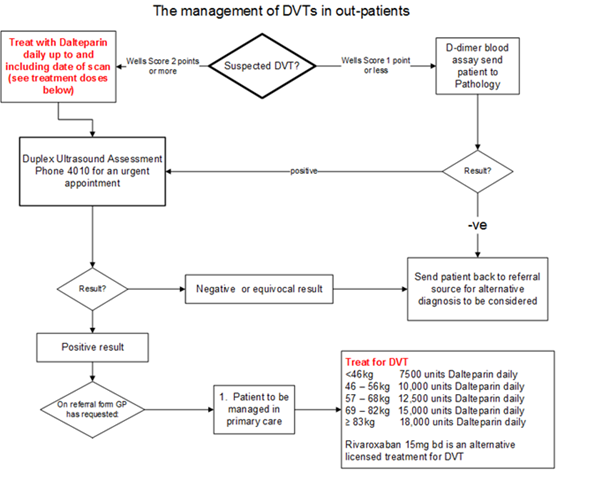 The management of DVTs in out-patients
Treat with Dalteparin
daily up to and
including date of scan
(see treatment doses
below)
Wells Score 2 points
or more
Suspected DVT?
Wells Score 1 point
or less
D-dimer blood
assay send
patient to
Pathology
Duplex Ultrasound Assessment
Phone 4010 for an urgent
appointment
positive
Result?
-ve
Result?
Negative or equivocal result
Send patient back to referral
source for alternative
diagnosis to be considered
Positive result
On referral form GP
has requested:
1. Patient to be
managed in
primary care
Treat for DVT
<46kg 7500 units Dalteparin daily
46 – 56kg 10,000 units Dalteparin daily
57 – 68kg 12,500 units Dalteparin daily
69 – 82kg 15,000 units Dalteparin daily
≥ 83kg 18,000 units Dalteparin daily
Rivaroxaban 15mg bd is an alternative
licensed treatment for DVT